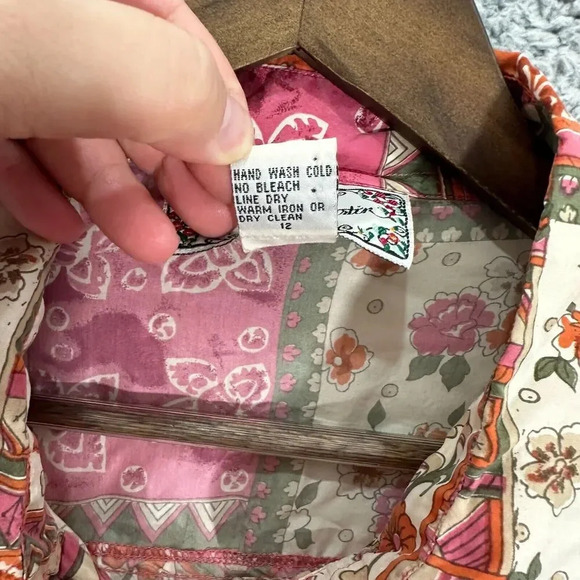 HAND WASH COLD
NO BLEACH
LINE DRY
WARM IRON OR
DRY CLEAN
12